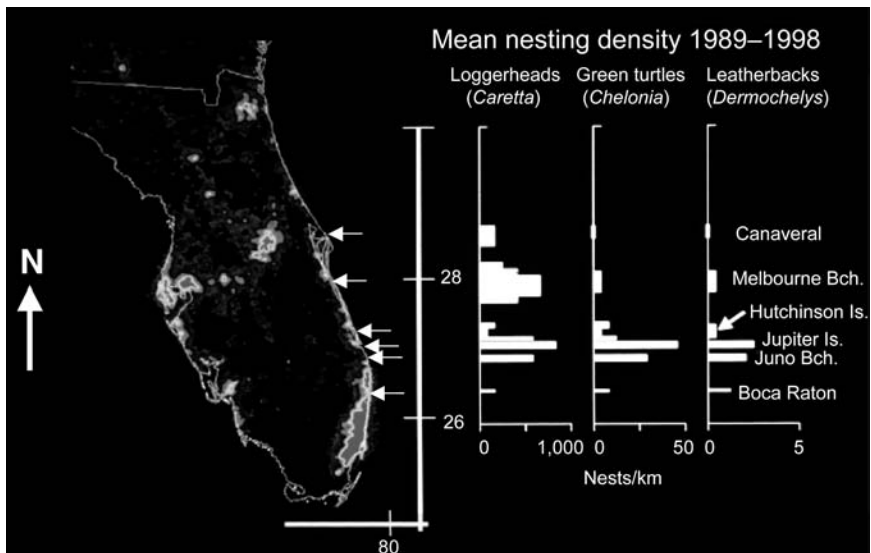 Mean nesting density 1989–1998
Loggerheads
(Caretta)
Green turtles
(Chelonia)
Leatherbacks
(Dermochelys)
Canaveral
N
28
Melbourne Bch.
Hutchinson Is.
Jupiter Is.
Juno Bch.
Boca Raton
26
0 1,000 0 50 0 5
Nests/km
80